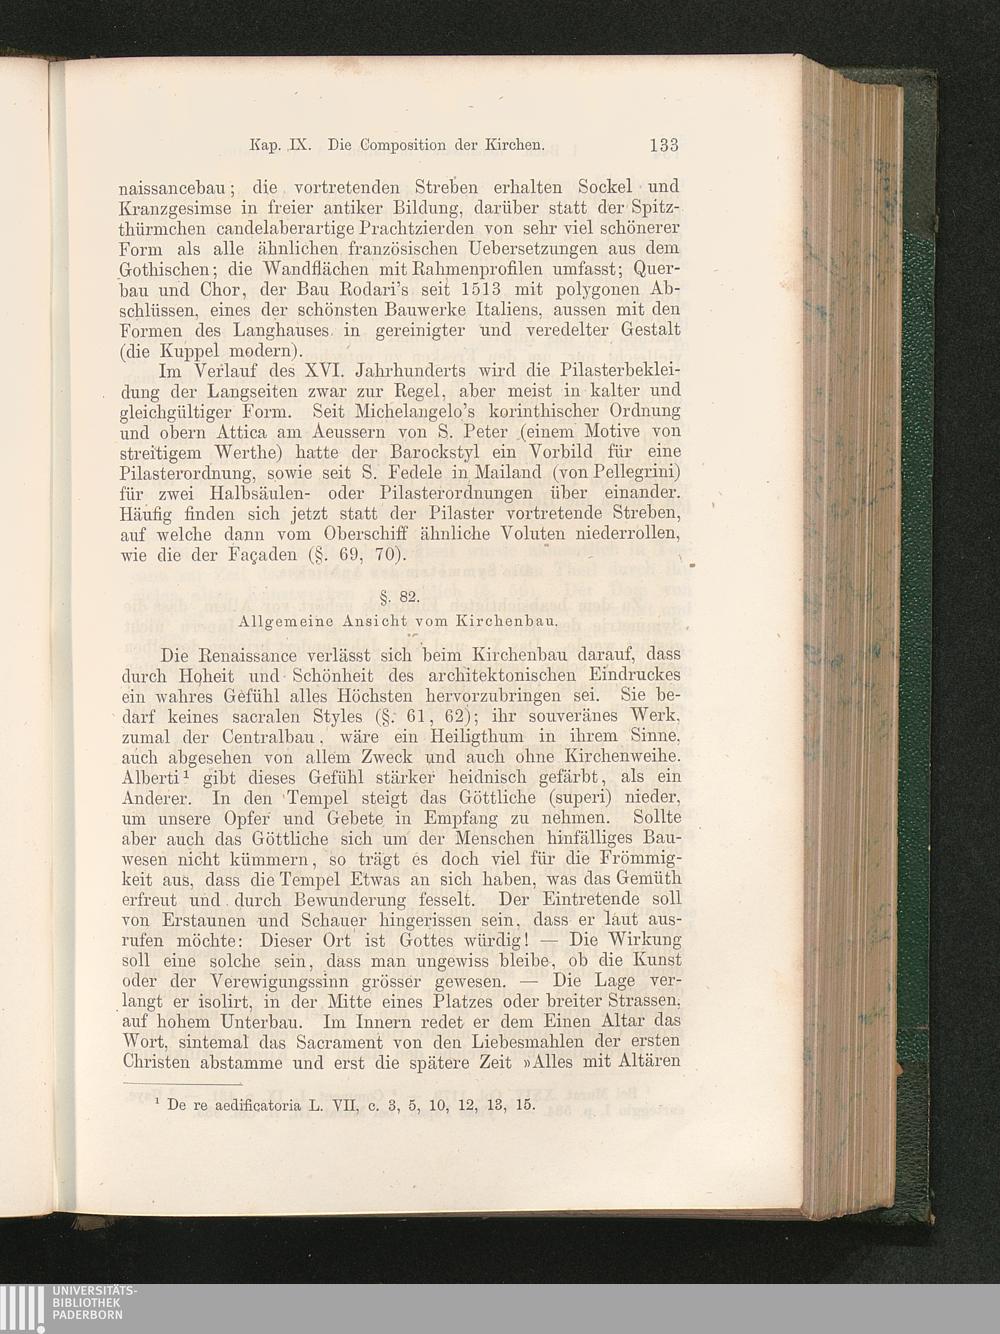 Kap. IX. Die Composition der Kirchen. 133
naissancebau; die vortretenden Streben erhalten Sockel und
Kranzgesimse in freier antiker Bildung, darüber statt der Spitz-
thürmchen candelaberartige Prachtzierden von sehr viel schönerer
Form als alle ähnlichen französischen Uebersetzungen aus dem
Gothischen; die Wandflächen mit Rahmenprofilen umfasst; Quer-
bau und Chor, der Bau Rodari's seit 1513 mit polygonen Ab-
schlüssen, eines der schönsten Bauwerke Italiens, aussen mit den
Formen des Langhauses in gereinigter und veredelter Gestalt
(die Kuppel modern).
Im Verlauf des XVI. Jahrhunderts wird die Pilasterbeklei-
dung der Langseiten zwar zur Regel, aber meist in kalter und
gleichgültiger Form. Seit Michelangelo's korinthischer Ordnung
und obern Attica am Aeussern von S. Peter (einem Motive von
streitigem Werthe) hatte der Barockstyl ein Vorbild für eine
Pilasterordnung, sowie seit S. Fedele in Mailand (von Pellegrini)
für zwei Halbsäulen- oder Pilasterordnungen über einander.
Häufig finden sich jetzt statt der Pilaster vortretende Streben,
auf welche dann vom Oberschiff ähnliche Voluten niederrollen,
wie die der Façaden (§. 69, 70).
§. 82.
Allgemeine Ansicht vom Kirchenbau.
Die Renaissance verlässt sich beim Kirchenbau darauf, dass
durch Hoheit und Schönheit des architektonischen Eindruckes
ein wahres Gefühl alles Höchsten hervorzubringen sei. Sie be-
darf keines sacralen Styles (§. 61, 62); ihr souveränes Werk,
zumal der Centralbau, wäre ein Heiligthum in ihrem Sinne,
auch abgesehen von allem Zweck und auch ohne Kirchenweihe.
Alberti¹ gibt dieses Gefühl stärker heidnisch gefärbt, als ein
Anderer. In den Tempel steigt das Göttliche (superi) nieder,
um unsere Opfer und Gebete in Empfang zu nehmen. Sollte
aber auch das Göttliche sich um der Menschen hinfälliges Bau-
wesen nicht kümmern, so trägt es doch viel für die Frömmig-
keit aus, dass die Tempel Etwas an sich haben, was das Gemüth
erfreut und durch Bewunderung fesselt. Der Eintretende soll
von Erstaunen und Schauer hingerissen sein, dass er laut aus-
rufen möchte: Dieser Ort ist Gottes würdig! — Die Wirkung
soll eine solche sein, dass man ungewiss bleibe, ob die Kunst
oder der Verewigungssinn grösser gewesen. — Die Lage ver-
langt er isolirt, in der Mitte eines Platzes oder breiter Strassen,
auf hohem Unterbau. Im Innern redet er dem Einen Altar das
Wort, sintemal das Sacrament von den Liebesmahlen der ersten
Christen abstamme und erst die spätere Zeit »Alles mit Altären
¹ De re aedificatoria L. VII, c. 3, 5, 10, 12, 13, 15.
UNIVERSITÄTS-
BIBLIOTHEK
PADERBORN